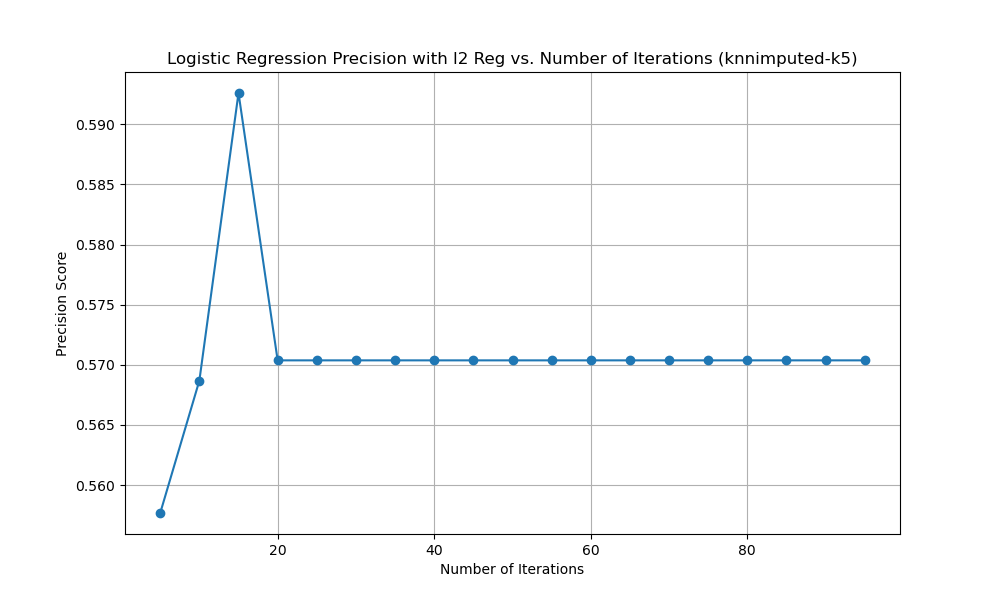 Logistic Regression Precision with l2 Reg vs. Number of Iterations (knnimputed-k5)
0.590
0.585
0.580
0.575
0.570
0.565
0.560
Precision Score
20 40 60 80
Number of Iterations